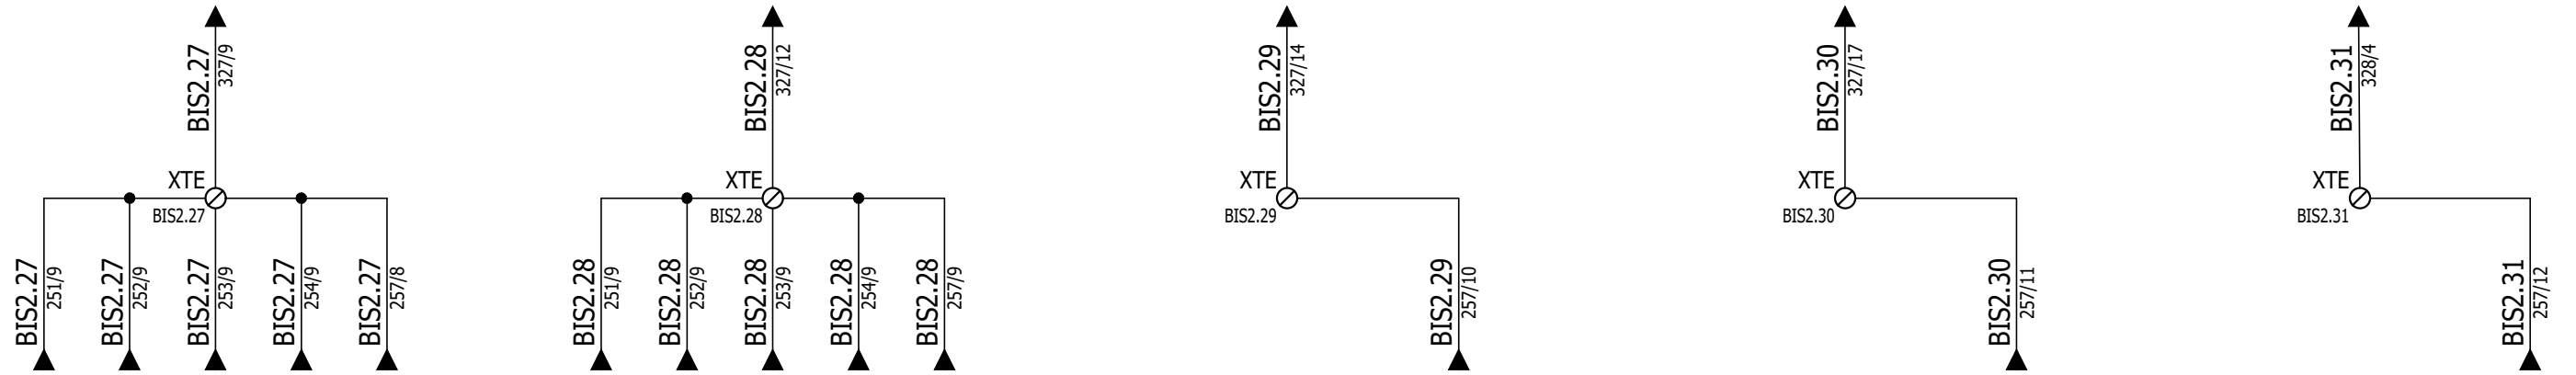 BIS2.27
327/9
XTE
BIS2.27
BIS2.27
251/9
BIS2.27
252/9
BIS2.27
253/9
BIS2.27
254/9
BIS2.27
257/8
BIS2.28
327/12
XTE
BIS2.28
BIS2.28
251/9
BIS2.28
252/9
BIS2.28
253/9
BIS2.28
254/9
BIS2.28
257/9
BIS2.29
327/14
XTE
BIS2.29
BIS2.29
257/10
BIS2.30
327/17
XTE
BIS2.30
BIS2.30
257/11
BIS2.31
328/4
XTE
BIS2.31
BIS2.31
257/12